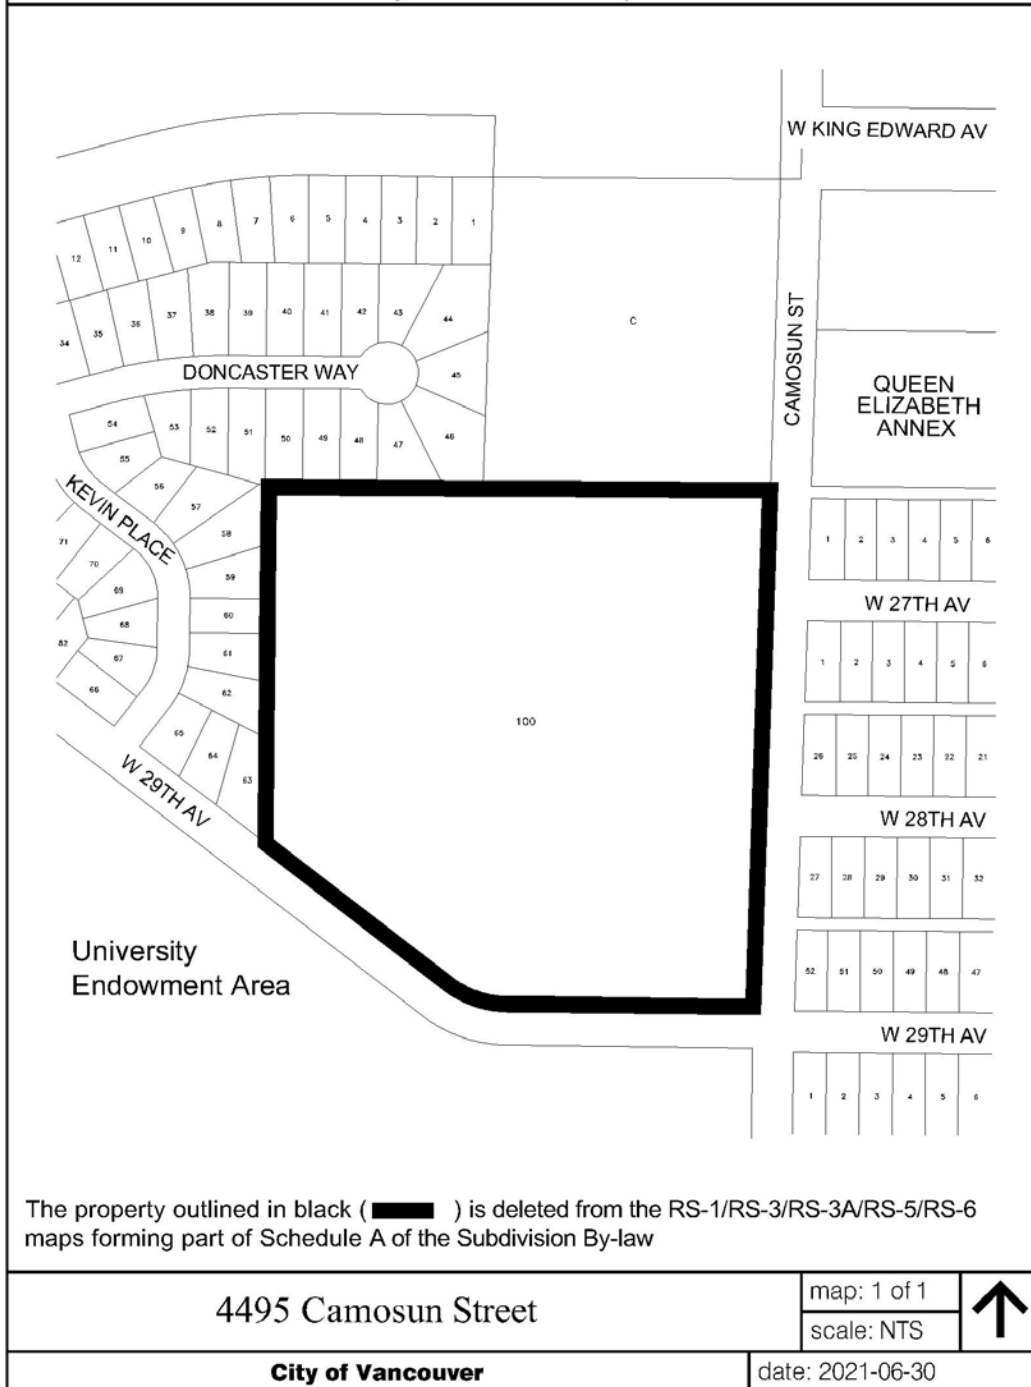 W KING EDWARD AV
12 11 10 9 8 7 6 5 4 3 2 1
34 35 36 37 38 39 40 41 42 43 44
C
CAMOSUN ST
DONCASTER WAY
45
QUEEN
ELIZABETH
ANNEX
54 53 52 51 50 49 48 47 46
55
56
57
KEVIN PLACE
58
71
70
59
69
60
68
61
82
67
62
66
65
64
63
1 2 3 4 5 6
W 27TH AV
1 2 3 4 5 6
100
26 25 24 23 22 21
W 29TH AV
W 28TH AV
27 28 29 30 31 32
University
Endowment Area
52 51 50 49 48 47
W 29TH AV
1 2 3 4 5 6
The property outlined in black ( ) is deleted from the RS-1/RS-3/RS-3A/RS-5/RS-6
maps forming part of Schedule A of the Subdivision By-law
4495 Camosun Street
map: 1 of 1
scale: NTS
City of Vancouver
date: 2021-06-30